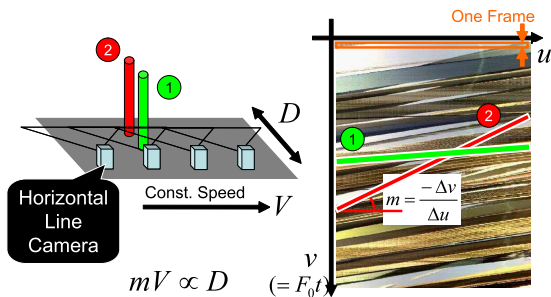 One Frame
u
2
1
D
2
1
Horizontal
Line
Camera
Const. Speed
V
m = −Δv / Δu
mV ∝ D
v
(= F₀t)